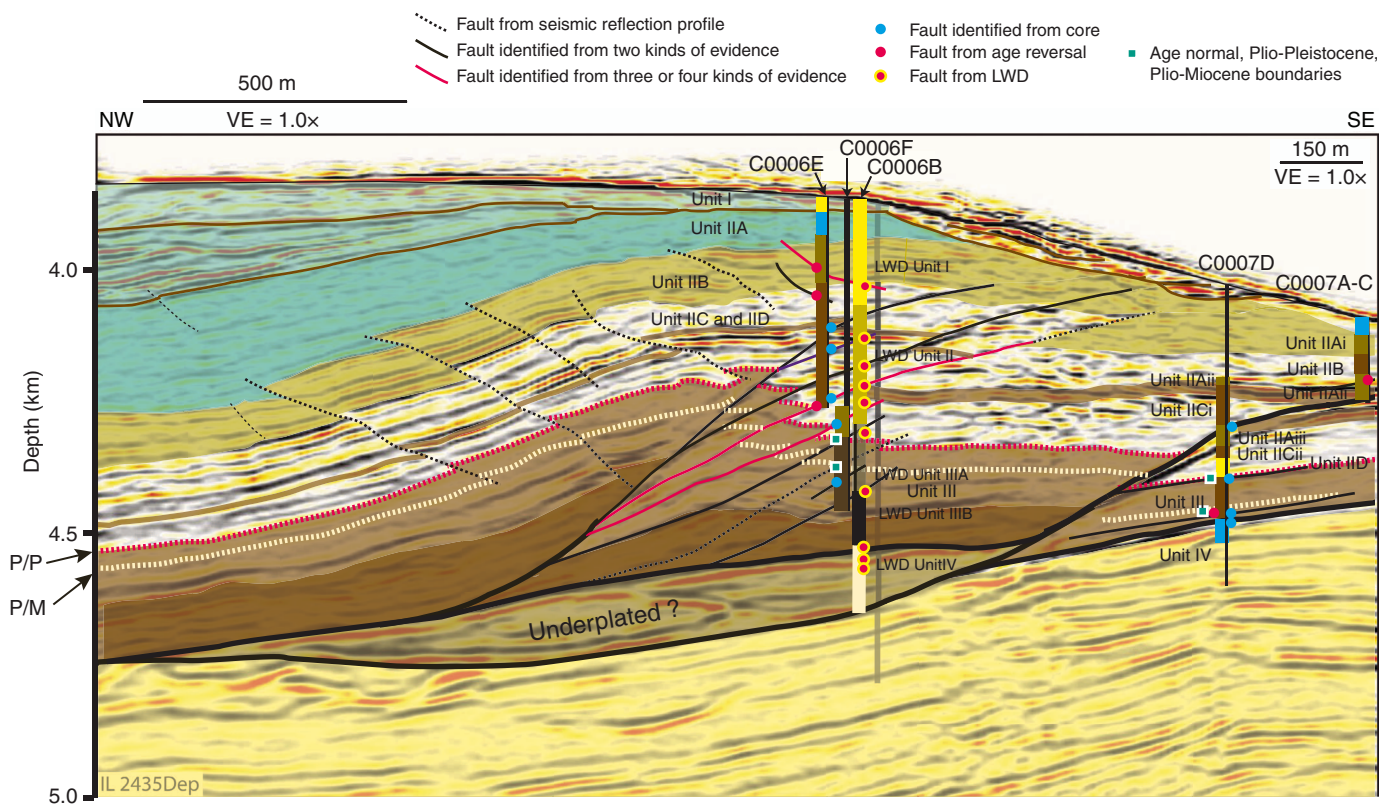 Fault from seismic reflection profile
Fault identified from two kinds of evidence
Fault identified from three or four kinds of evidence
Fault identified from core
Fault from age reversal
Fault from LWD
Age normal, Plio-Pleistocene,
Plio-Miocene boundaries
500 m
VE = 1.0×
NW
SE
150 m
VE = 1.0×
C0006E
C0006F
C0006B
C0007D
C0007A-C
Unit I
Unit IIA
Unit IIB
Unit IIC and IID
LWD Unit I
LWD Unit II
LWD Unit IIIA
Unit III
LWD Unit IIIB
LWD UnitIV
Unit IIAi
Unit IIB
Unit IIAii
Unit IIAii
Unit IICi
Unit IIAiii
Unit IICii
Unit IID
Unit III
Unit IV
Underplated ?
Depth (km)
4.0
4.5
5.0
P/P
P/M
IL 2435Dep